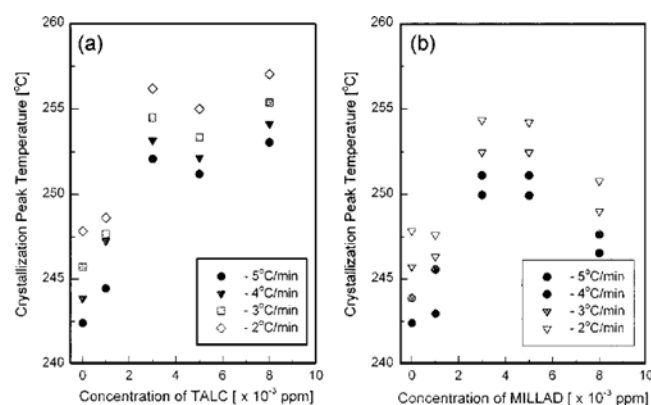 (a)
Crystallization Peak Temperature [°C]
260
255
250
245
240
0 2 4 6 8 10
Concentration of TALC [ x 10⁻³ ppm]
- 5°C/min
- 4°C/min
- 3°C/min
- 2°C/min
(b)
Crystallization Peak Temperature [°C]
260
255
250
245
240
0 2 4 6 8 10
Concentration of MILLAD [ x 10⁻³ ppm]
- 5°C/min
- 4°C/min
- 3°C/min
- 2°C/min